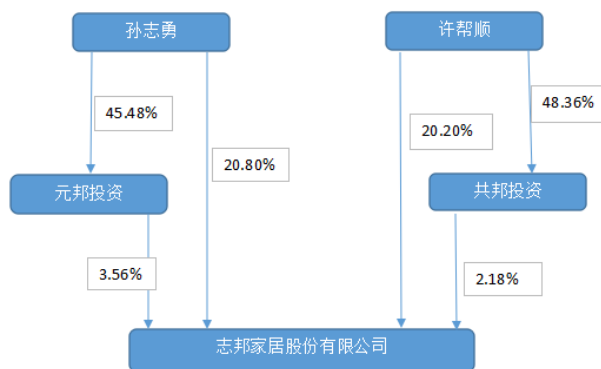 孙志勇
许帮顺
45.48%
48.36%
20.20%
20.80%
元邦投资
共邦投资
3.56%
2.18%
志邦家居股份有限公司